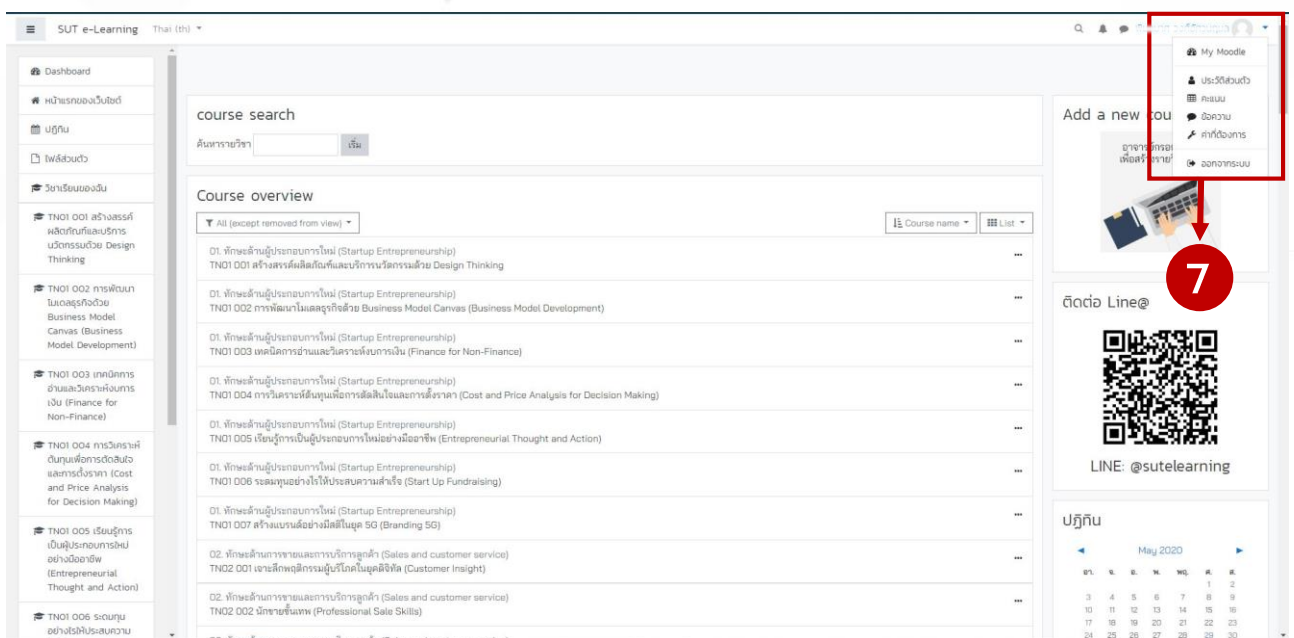 SUT e-Learning Thai (th)
My Moodle
ประวัติส่วนตัว
คะแนน
ข้อความ
ค่าที่ต้องการ
ออกจากระบบ
7
Dashboard
หน้าแรกของเว็บไซต์
ปฏิทิน
ไฟล์ส่วนตัว
วิชาเรียนของฉัน
TN01 001 สร้างสรรค์
ผลิตภัณฑ์และบริการ
นวัตกรรมด้วย Design
Thinking
TN01 002 การพัฒนา
โมเดลธุรกิจด้วย
Business Model
Canvas (Business
Model Development)
TN01 003 เทคนิคการ
อ่านและวิเคราะห์งบการ
เงิน (Finance for
Non-Finance)
TN01 004 การวิเคราะห์
ต้นทุนเพื่อการตัดสินใจ
และการตั้งราคา (Cost
and Price Analysis
for Decision Making)
TN01 005 เรียนรู้การ
เป็นผู้ประกอบการใหม่
อย่างมืออาชีพ
(Entrepreneurial
Thought and Action)
TN01 006 ระดมทุน
อย่างไรให้ประสบความ
course search
ค้นหารายวิชา เริ่ม
Course overview
All (except removed from view) Course name List
01. ทักษะด้านผู้ประกอบการใหม่ (Startup Entrepreneurship)
TN01 001 สร้างสรรค์ผลิตภัณฑ์และบริการนวัตกรรมด้วย Design Thinking
01. ทักษะด้านผู้ประกอบการใหม่ (Startup Entrepreneurship)
TN01 002 การพัฒนาโมเดลธุรกิจด้วย Business Model Canvas (Business Model Development)
01. ทักษะด้านผู้ประกอบการใหม่ (Startup Entrepreneurship)
TN01 003 เทคนิคการอ่านและวิเคราะห์งบการเงิน (Finance for Non-Finance)
01. ทักษะด้านผู้ประกอบการใหม่ (Startup Entrepreneurship)
TN01 004 การวิเคราะห์ต้นทุนเพื่อการตัดสินใจและการตั้งราคา (Cost and Price Analysis for Decision Making)
01. ทักษะด้านผู้ประกอบการใหม่ (Startup Entrepreneurship)
TN01 005 เรียนรู้การเป็นผู้ประกอบการใหม่อย่างมืออาชีพ (Entrepreneurial Thought and Action)
01. ทักษะด้านผู้ประกอบการใหม่ (Startup Entrepreneurship)
TN01 006 ระดมทุนอย่างไรให้ประสบความสำเร็จ (Start Up Fundraising)
01. ทักษะด้านผู้ประกอบการใหม่ (Startup Entrepreneurship)
TN01 007 สร้างแบรนด์อย่างมีสติในยุค 5G (Branding 5G)
02. ทักษะด้านการขายและการบริการลูกค้า (Sales and customer service)
TN02 001 เจาะลึกพฤติกรรมผู้บริโภคในยุคดิจิทัล (Customer Insight)
02. ทักษะด้านการขายและการบริการลูกค้า (Sales and customer service)
TN02 002 นักขายชั้นเทพ (Professional Sale Skills)
Add a new cou
อาจารย์กรอ
เพื่อสร้างราย
ติดต่อ Line@
LINE: @sutelearning
ปฏิทิน
May 2020
อา. จ. อ. พ. พฤ. ศ. ส.
1 2
3 4 5 6 7 8 9
10 11 12 13 14 15 16
17 18 19 20 21 22 23
24 25 26 27 28 29 30